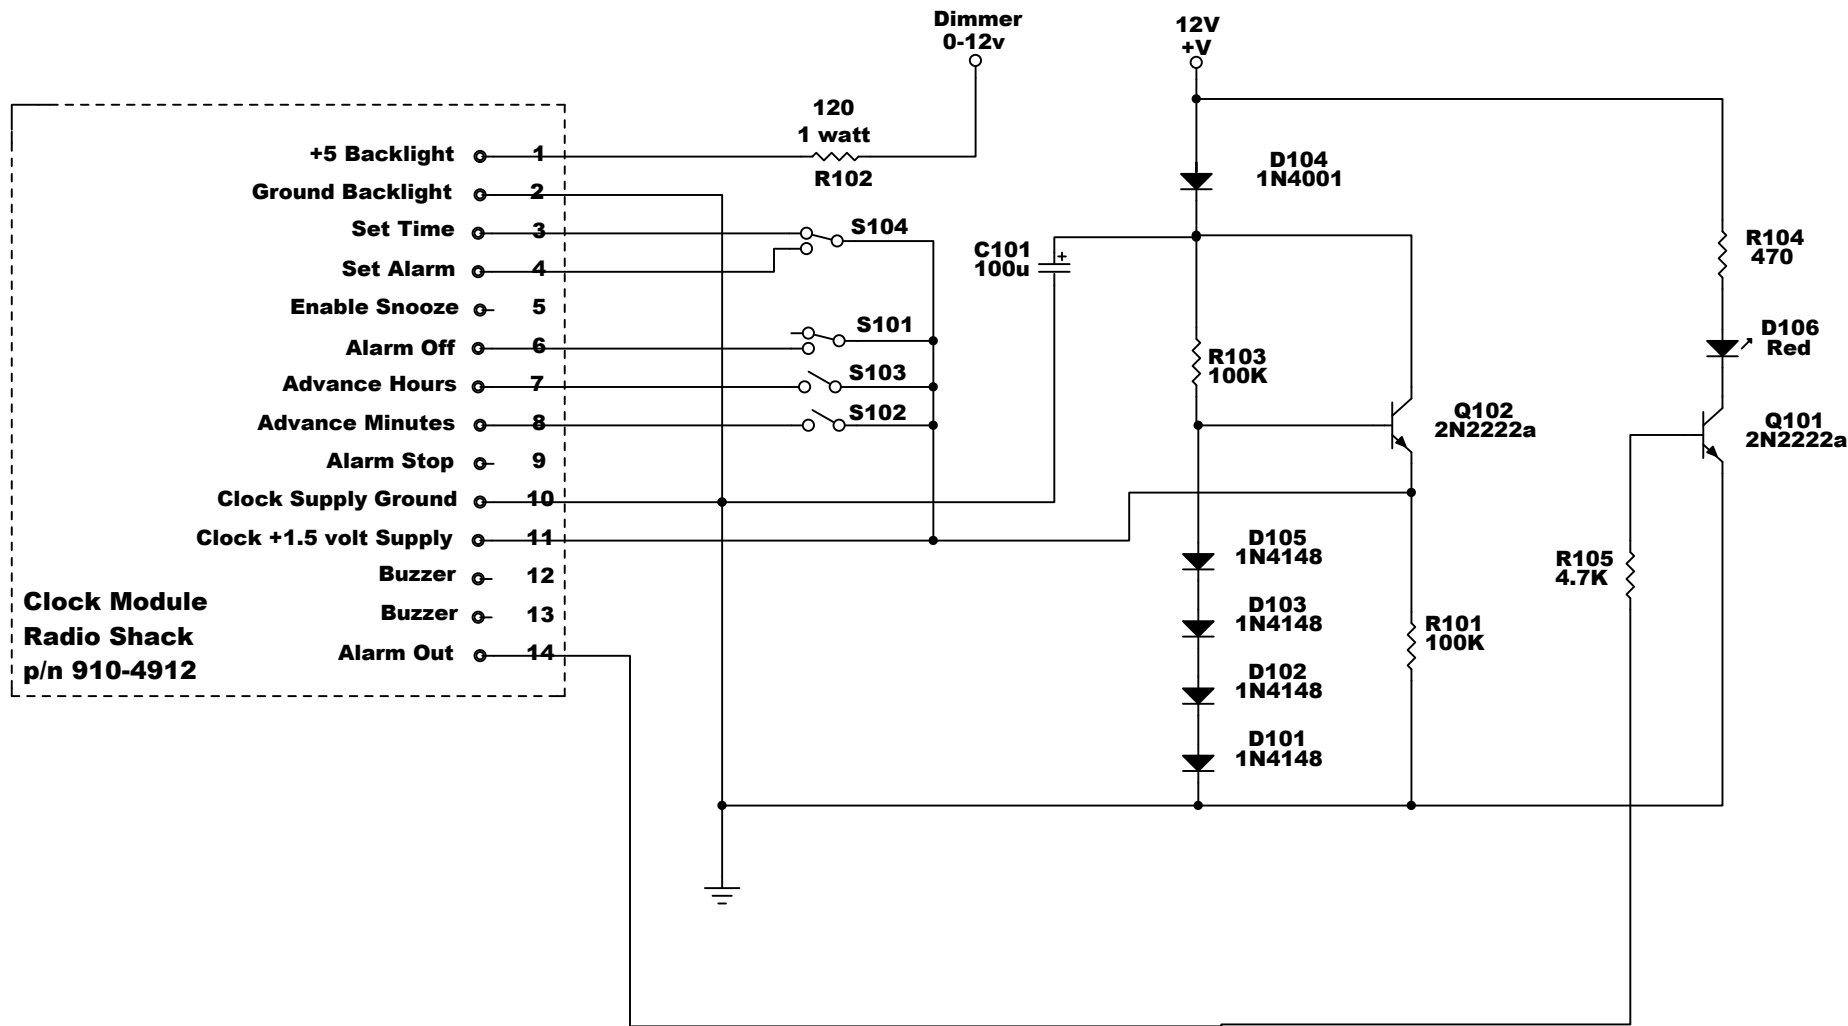 Dimmer
0-12v
12V
+V
120
1 watt
R102
+5 Backlight 1
Ground Backlight 2
Set Time 3
Set Alarm 4
Enable Snooze 5
Alarm Off 6
Advance Hours 7
Advance Minutes 8
Alarm Stop 9
Clock Supply Ground 10
Clock +1.5 volt Supply 11
Buzzer 12
Buzzer 13
Alarm Out 14
Clock Module
Radio Shack
p/n 910-4912
S104
S101
S103
S102
C101
100u
+
D104
1N4001
R103
100K
Q102
2N2222a
D105
1N4148
D103
1N4148
D102
1N4148
D101
1N4148
R101
100K
R104
470
D106
Red
Q101
2N2222a
R105
4.7K